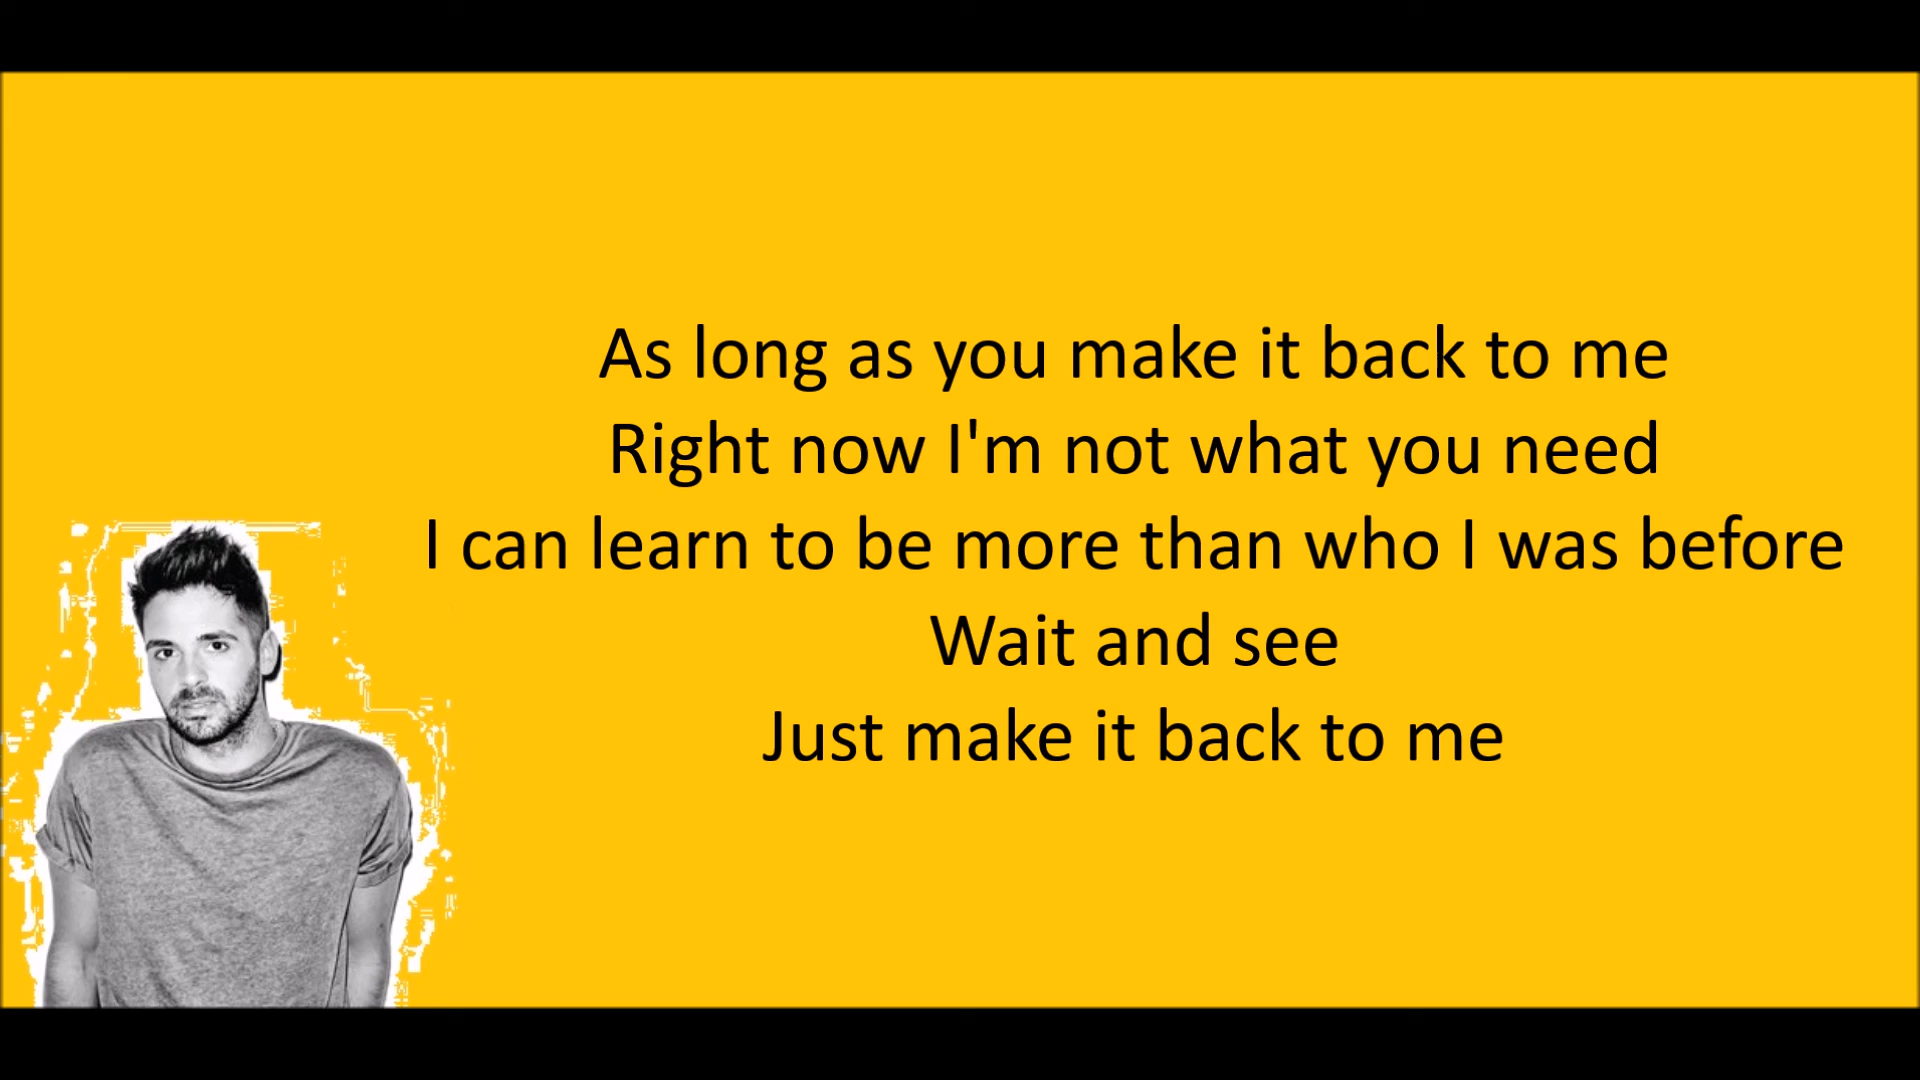 As long as you make it back to me
Right now I'm not what you need
I can learn to be more than who I was before
Wait and see
Just make it back to me